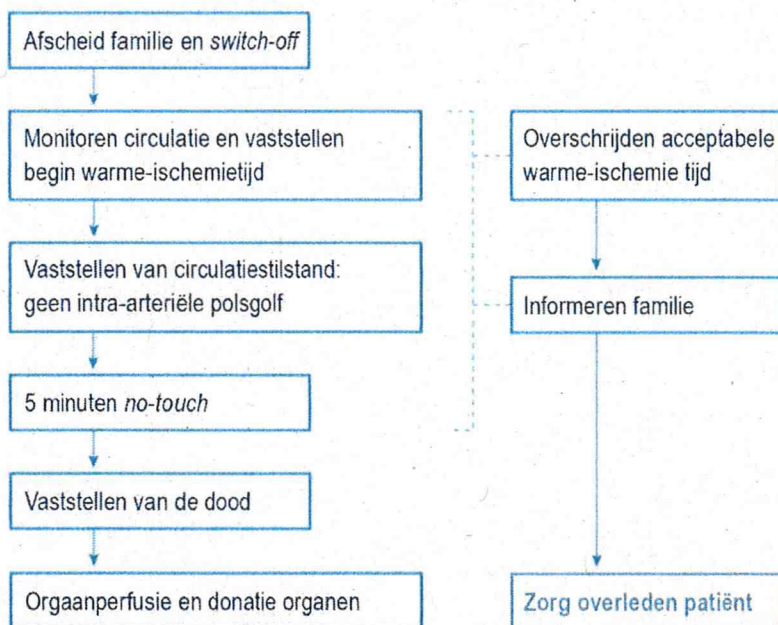 Afscheid familie en switch-off
Monitoren circulatie en vaststellen
begin warme-ischemietijd
Vaststellen van circulatiestilstand:
geen intra-arteriële polsgolf
5 minuten no-touch
Vaststellen van de dood
Orgaanperfusie en donatie organen
Overschrijden acceptabele
warme-ischemie tijd
Informeren familie
Zorg overleden patiënt